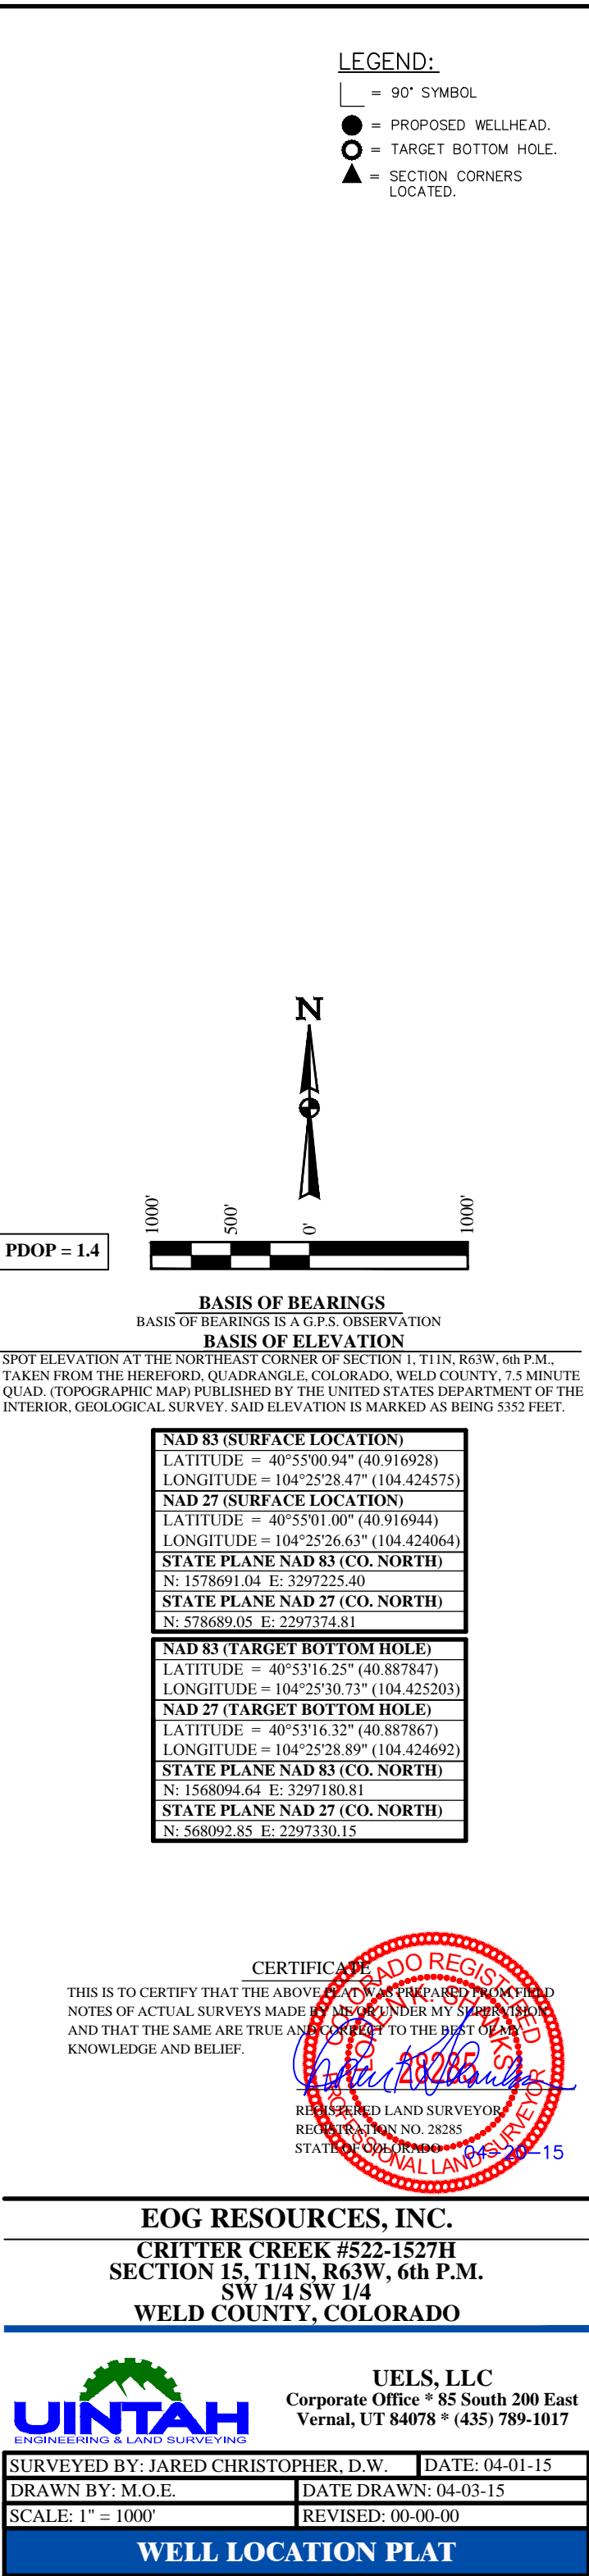 LEGEND:
= 90° SYMBOL
= PROPOSED WELLHEAD.
= TARGET BOTTOM HOLE.
= SECTION CORNERS
LOCATED.
N
1000'
500'
0'
1000'
PDOP = 1.4
BASIS OF BEARINGS
BASIS OF BEARINGS IS A G.P.S. OBSERVATION
BASIS OF ELEVATION
SPOT ELEVATION AT THE NORTHEAST CORNER OF SECTION 1, T11N, R63W, 6th P.M.,
TAKEN FROM THE HEREFORD, QUADRANGLE, COLORADO, WELD COUNTY, 7.5 MINUTE
QUAD. (TOPOGRAPHIC MAP) PUBLISHED BY THE UNITED STATES DEPARTMENT OF THE
INTERIOR, GEOLOGICAL SURVEY. SAID ELEVATION IS MARKED AS BEING 5352 FEET.
NAD 83 (SURFACE LOCATION)
LATITUDE = 40°55'00.94" (40.916928)
LONGITUDE = 104°25'28.47" (104.424575)
NAD 27 (SURFACE LOCATION)
LATITUDE = 40°55'01.00" (40.916944)
LONGITUDE = 104°25'26.63" (104.424064)
STATE PLANE NAD 83 (CO. NORTH)
N: 1578691.04 E: 3297225.40
STATE PLANE NAD 27 (CO. NORTH)
N: 578689.05 E: 2297374.81
NAD 83 (TARGET BOTTOM HOLE)
LATITUDE = 40°53'16.25" (40.887847)
LONGITUDE = 104°25'30.73" (104.425203)
NAD 27 (TARGET BOTTOM HOLE)
LATITUDE = 40°53'16.32" (40.887867)
LONGITUDE = 104°25'28.89" (104.424692)
STATE PLANE NAD 83 (CO. NORTH)
N: 1568094.64 E: 3297180.81
STATE PLANE NAD 27 (CO. NORTH)
N: 568092.85 E: 2297330.15
CERTIFICATE
THIS IS TO CERTIFY THAT THE ABOVE PLAT WAS PREPARED FROM FIELD
NOTES OF ACTUAL SURVEYS MADE BY ME OR UNDER MY SUPERVISION
AND THAT THE SAME ARE TRUE AND CORRECT TO THE BEST OF MY
KNOWLEDGE AND BELIEF.
COLORADO REGISTERED
K. SHANKS
28285
PROFESSIONAL LAND SURVEYOR
REGISTERED LAND SURVEYOR
REGISTRATION NO. 28285
STATE OF COLORADO
04-20-15
EOG RESOURCES, INC.
CRITTER CREEK #522-1527H
SECTION 15, T11N, R63W, 6th P.M.
SW 1/4 SW 1/4
WELD COUNTY, COLORADO
UINTAH
ENGINEERING & LAND SURVEYING
UELS, LLC
Corporate Office * 85 South 200 East
Vernal, UT 84078 * (435) 789-1017
SURVEYED BY: JARED CHRISTOPHER, D.W.
DATE: 04-01-15
DRAWN BY: M.O.E.
DATE DRAWN: 04-03-15
SCALE: 1" = 1000'
REVISED: 00-00-00
WELL LOCATION PLAT